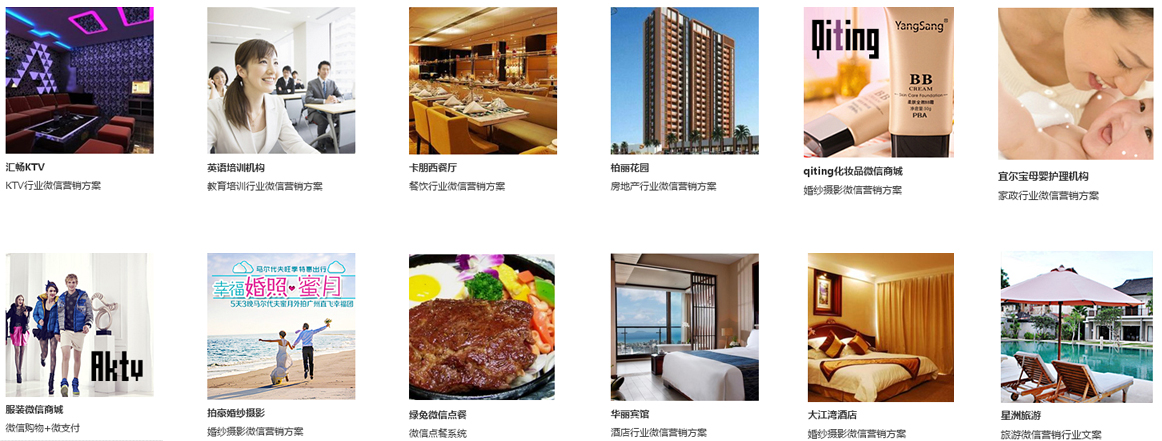 Qiting
YangSang®
BB
CREAM
Skin Care Foundation
PBA
汇畅KTV
KTV行业微信营销方案
英语培训机构
教育培训行业微信营销方案
卡朋西餐厅
餐饮行业微信营销方案
柏丽花园
房地产行业微信营销方案
qiting化妆品微信商城
婚纱摄影微信营销方案
宜尔宝母婴护理机构
家政行业微信营销方案
Akty
马尔代夫旺季特惠出行
幸福婚照·蜜月
5天3晚马尔代夫蜜月外拍广州直飞幸福团
服装微信商城
微信购物+微支付
拍豪婚纱摄影
婚纱摄影微信营销方案
绿兔微信点餐
微信点餐系统
华丽宾馆
酒店行业微信营销方案
大江湾酒店
婚纱摄影微信营销方案
星洲旅游
旅游微信营销行业文案